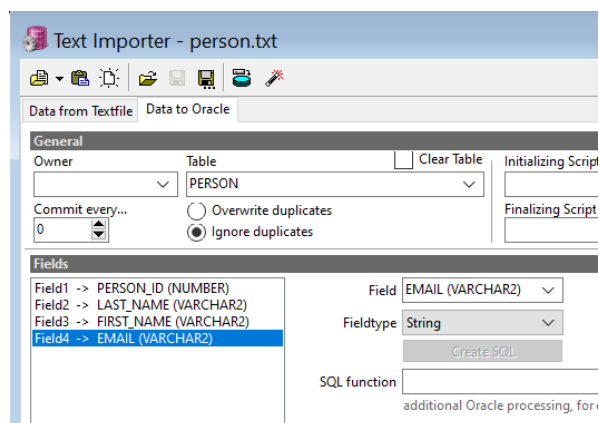 Text Importer - person.txt
Data from Textfile Data to Oracle
General
Owner Table Clear Table Initializing Script
PERSON
Commit every... Overwrite duplicates Finalizing Script
0 Ignore duplicates
Fields
Field1 -> PERSON_ID (NUMBER) Field EMAIL (VARCHAR2)
Field2 -> LAST_NAME (VARCHAR2)
Field3 -> FIRST_NAME (VARCHAR2) Fieldtype String
Field4 -> EMAIL (VARCHAR2)
Create SQL
SQL function
additional Oracle processing, for